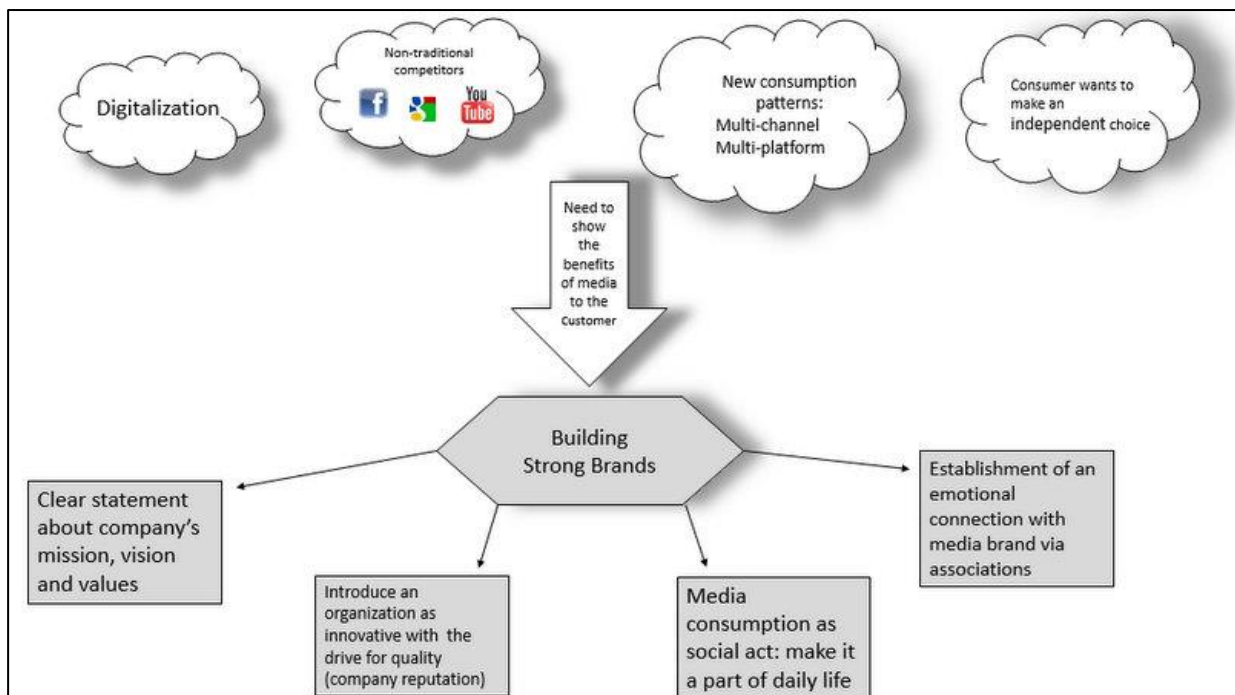 Digitalization
Non-traditional
competitors
f
g
You
Tube
New consumption
patterns:
Multi-channel
Multi-platform
Consumer wants to
make an
independent choice
Need to
show
the
benefits
of media
to the
Customer
Building
Strong Brands
Clear statement
about company's
mission, vision
and values
Introduce an
organization as
innovative with the
drive for quality
(company reputation)
Media
consumption as
social act: make it
a part of daily life
Establishment of an
emotional
connection with
media brand via
associations